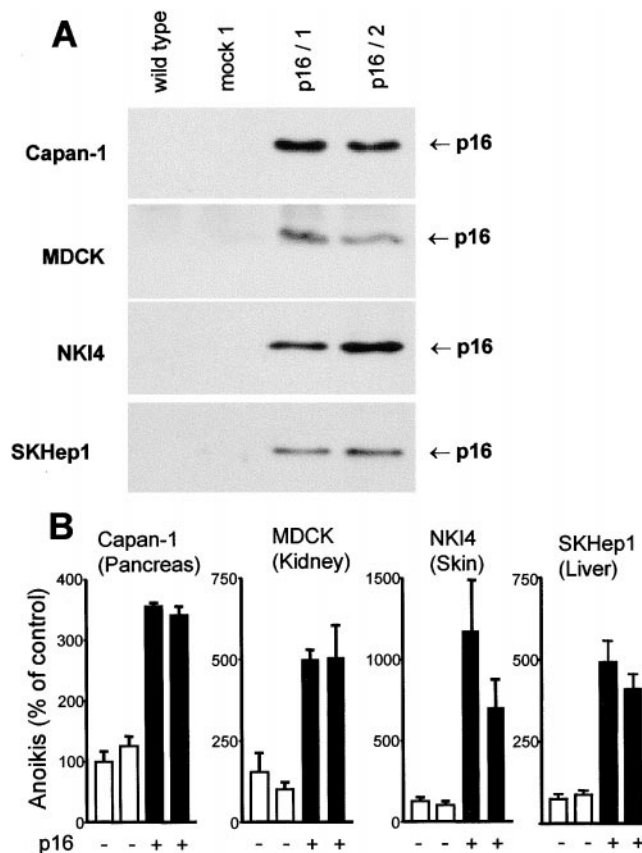 A
wild type
mock 1
p16 / 1
p16 / 2
Capan-1
← p16
MDCK
← p16
NKI4
← p16
SKHep1
← p16
B
Capan-1
(Pancreas)
MDCK
(Kidney)
NKI4
(Skin)
SKHep1
(Liver)
Anoikis (% of control)
400
300
200
100
0
750
500
250
0
1500
1000
500
0
750
500
250
0
p16 - - + + - - + + - - + + - - + +